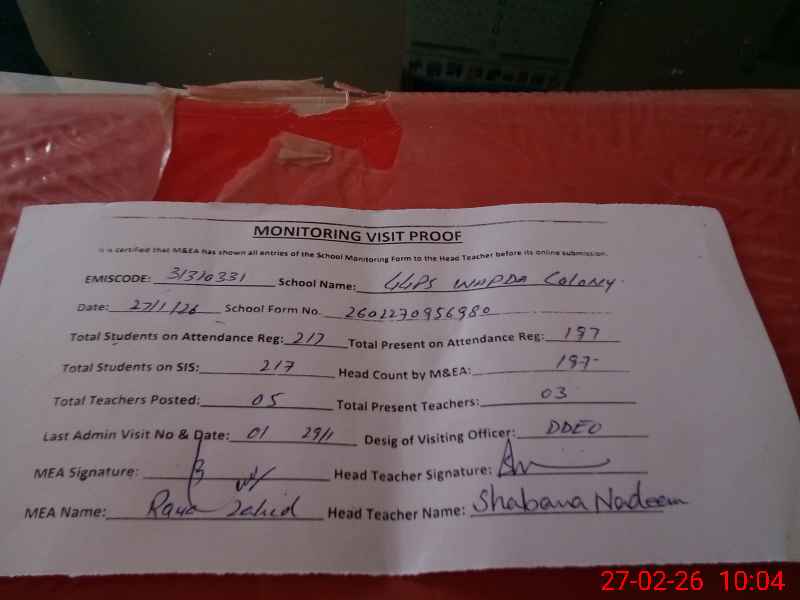 MONITORING VISIT PROOF
It is certified that M&EA has shown all entries of the School Monitoring Form to the Head Teacher before its online submission.
EMISCODE: 31310331 School Name: GGPS WAPDA Colony
Date: 27/1/26 School Form No. 2601270956980
Total Students on Attendance Reg: 217 Total Present on Attendance Reg: 197
Total Students on SIS: 217 Head Count by M&EA: 197
Total Teachers Posted: 05 Total Present Teachers: 03
Last Admin Visit No & Date: 01 29/1 Desig of Visiting Officer: DDEO
MEA Signature: Head Teacher Signature:
MEA Name: Rana Zahid Head Teacher Name: Shabana Nadeem
27-02-26 10:04